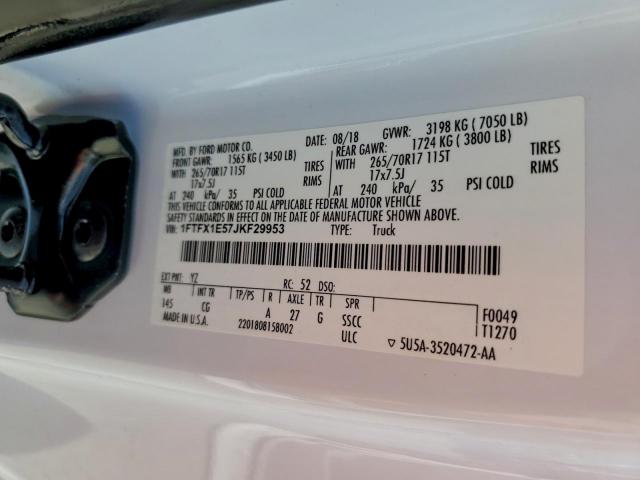 MFD. BY FORD MOTOR CO.
DATE: 08/18 GVWR: 3198 KG ( 7050 LB)
FRONT GAWR: 1565 KG ( 3450 LB) REAR GAWR: 1724 KG ( 3800 LB)
WITH 265/70R17 115T TIRES WITH 265/70R17 115T TIRES
17x7.5J RIMS 17x7.5J RIMS
AT 240 kPa/ 35 PSI COLD AT 240 kPa/ 35 PSI COLD
THIS VEHICLE CONFORMS TO ALL APPLICABLE FEDERAL MOTOR VEHICLE
SAFETY STANDARDS IN EFFECT ON THE DATE OF MANUFACTURE SHOWN ABOVE.
VIN: 1FTFX1E57JKF29953 TYPE: Truck
EXT PNT: YZ RC: 52 DSO:
WB INT TR TP/PS R AXLE TR SPR
145 CG A 27 G SSCC F0049
MADE IN U.S.A. 2201808158002 ULC T1270
5U5A-3520472-AA